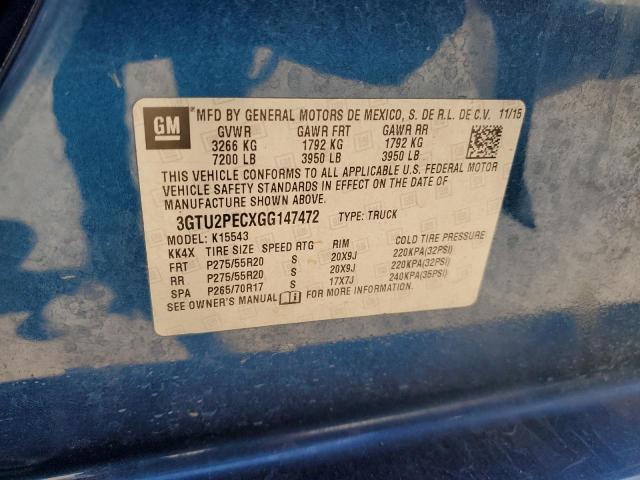 GM
*MFD BY GENERAL MOTORS DE MEXICO, S. DE R.L. DE C.V. 11/15
GVWR GAWR FRT GAWR RR
3266 KG 1792 KG 1792 KG
7200 LB 3950 LB 3950 LB
THIS VEHICLE CONFORMS TO ALL APPLICABLE U.S. FEDERAL MOTOR
VEHICLE SAFETY STANDARDS IN EFFECT ON THE DATE OF
MANUFACTURE SHOWN ABOVE.
3GTU2PECXGG147472 TYPE: TRUCK
MODEL: K15543
KK4X TIRE SIZE SPEED RTG RIM COLD TIRE PRESSURE
FRT P275/55R20 S 20X9J 220KPA(32PSI)
RR P275/55R20 S 20X9J 220KPA(32PSI)
SPA P265/70R17 S 17X7J 240KPA(35PSI)
SEE OWNER'S MANUAL FOR MORE INFORMATION.